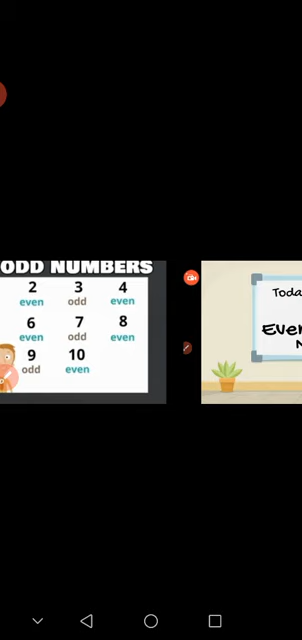 ODD NUMBERS
2 3 4
even odd even
6 7 8
even odd even
9 10
odd even
Toda
Even
N